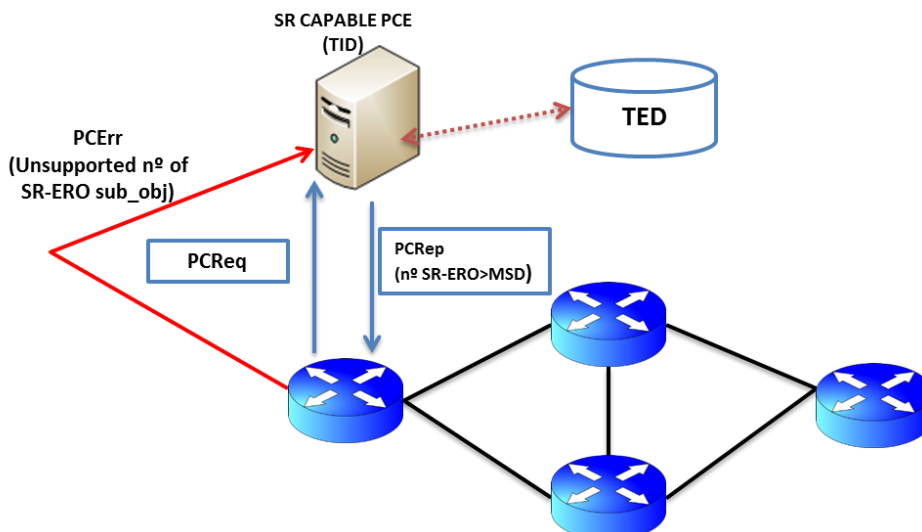 SR CAPABLE PCE
(TID)
TED
PCErr
(Unsupported nº of
SR-ERO sub_obj)
PCReq
PCRep
(nº SR-ERO>MSD)